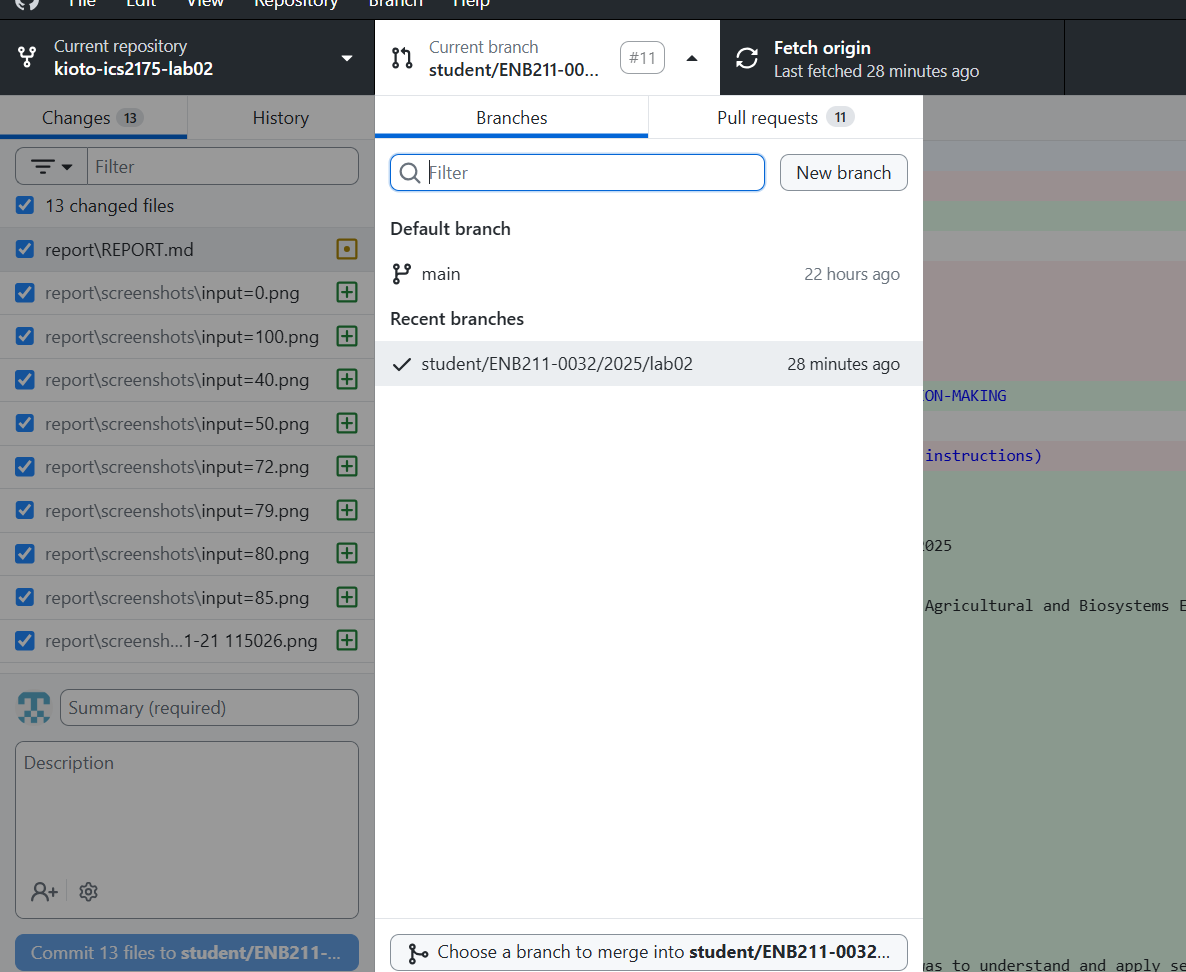 File Edit View Repository Branch Help
Current repository
kioto-ics2175-lab02
Current branch
student/ENB211-00...
#11
Fetch origin
Last fetched 28 minutes ago
Changes 13
History
Branches
Pull requests 11
Filter
Filter
New branch
13 changed files
Default branch
report\REPORT.md
main 22 hours ago
report\screenshots\input=0.png
Recent branches
report\screenshots\input=100.png
student/ENB211-0032/2025/lab02 28 minutes ago
report\screenshots\input=40.png
ON-MAKING
report\screenshots\input=50.png
instructions)
report\screenshots\input=72.png
report\screenshots\input=79.png
2025
report\screenshots\input=80.png
report\screenshots\input=85.png
Agricultural and Biosystems E
report\screensh...1-21 115026.png
Summary (required)
Description
Commit 13 files to student/ENB211-...
Choose a branch to merge into student/ENB211-0032...
was to understand and apply se